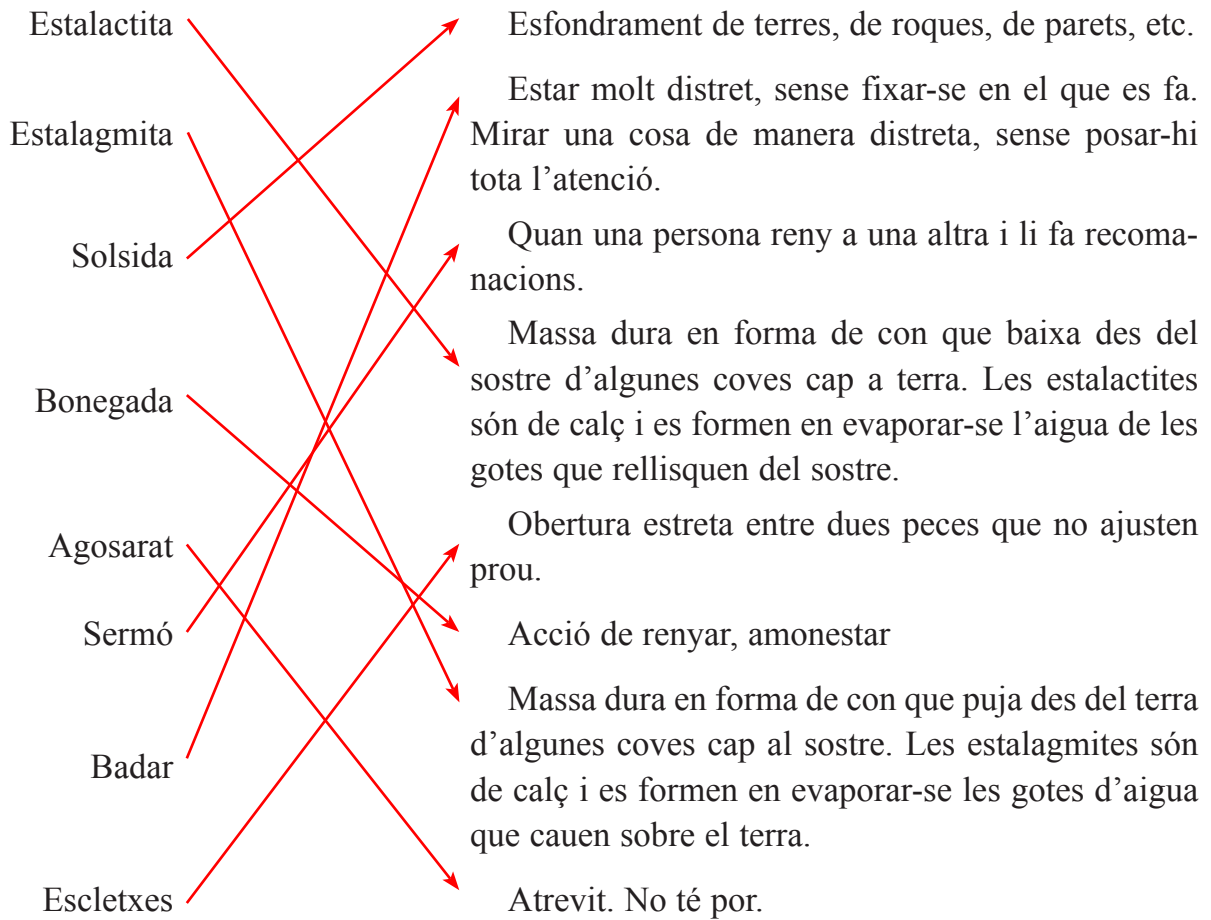 Estalactita
Estalagmita
Solsida
Bonegada
Agosarat
Sermó
Badar
Escletxes
Esfondrament de terres, de roques, de parets, etc.
Estar molt distret, sense fixar-se en el que es fa.
Mirar una cosa de manera distreta, sense posar-hi
tota l’atenció.
Quan una persona reny a una altra i li fa recoma-
nacions.
Massa dura en forma de con que baixa des del
sostre d’algunes coves cap a terra. Les estalactites
són de calç i es formen en evaporar-se l’aigua de les
gotes que rellisquen del sostre.
Obertura estreta entre dues peces que no ajusten
prou.
Acció de renyar, amonestar
Massa dura en forma de con que puja des del terra
d’algunes coves cap al sostre. Les estalagmites són
de calç i es formen en evaporar-se les gotes d’aigua
que cauen sobre el terra.
Atrevit. No té por.